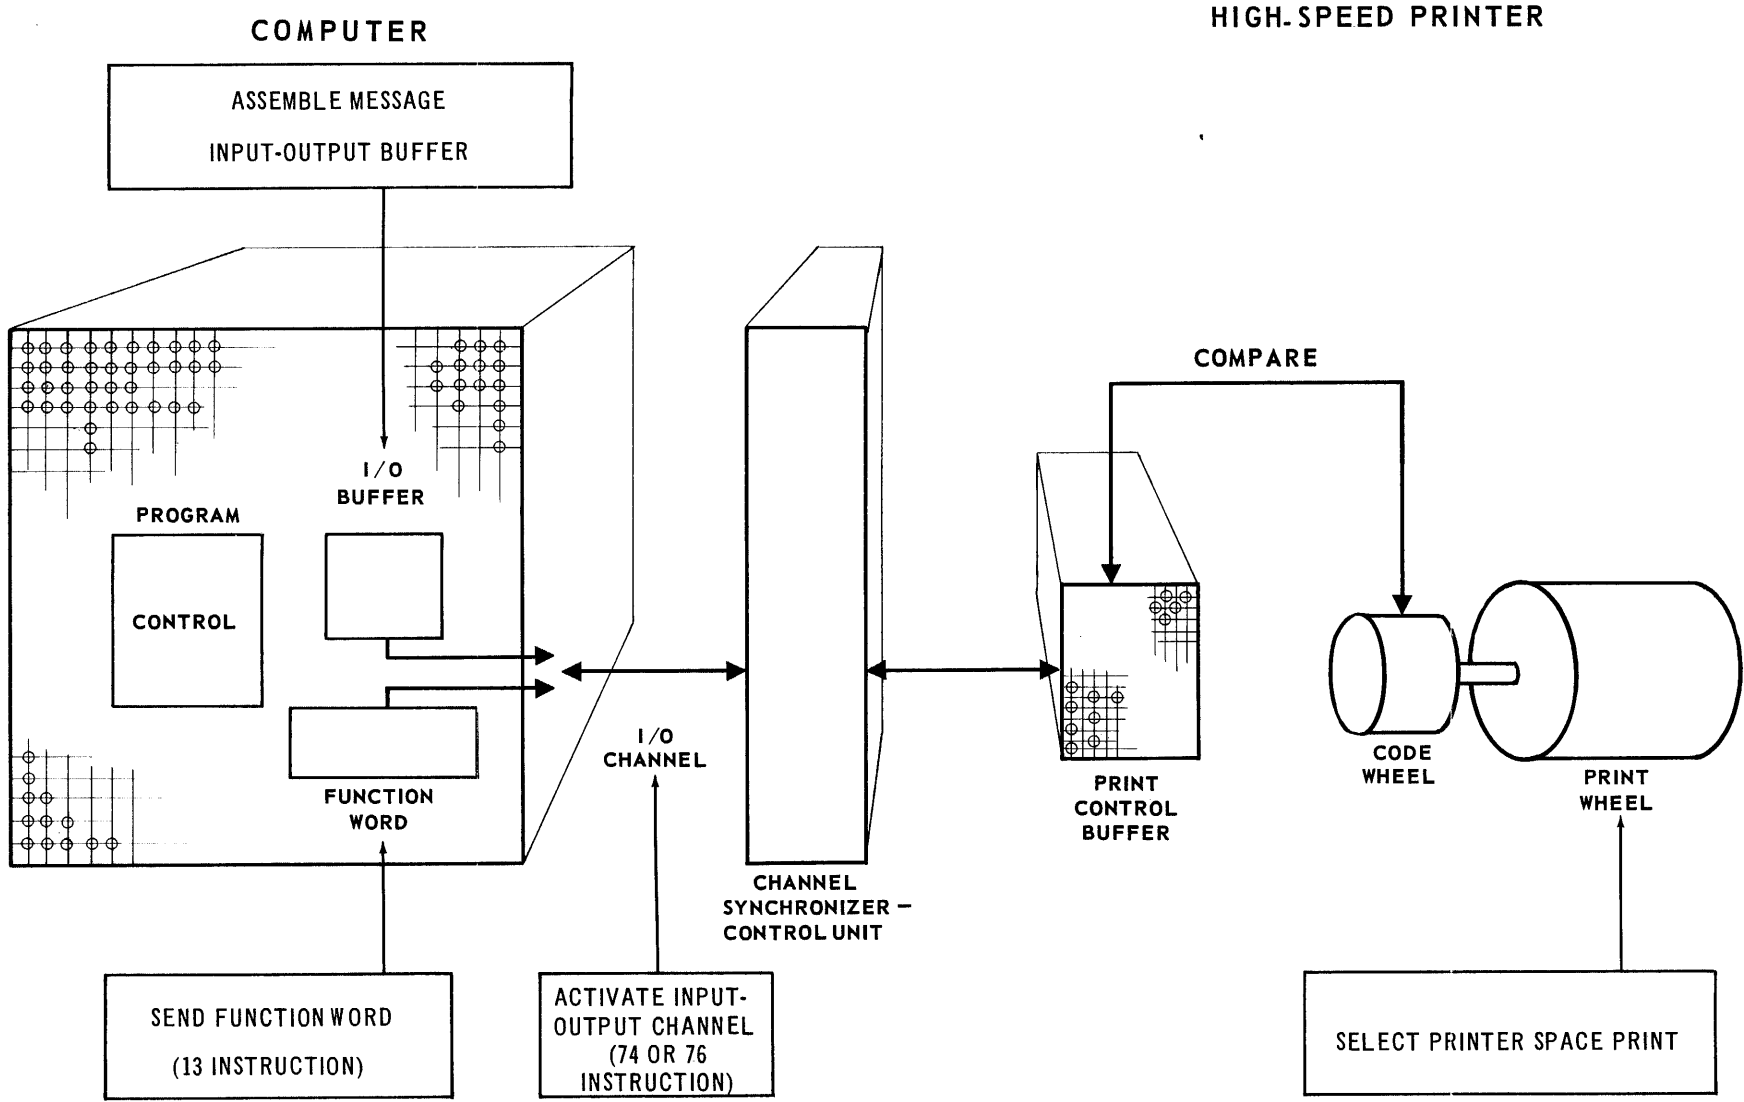 COMPUTER
HIGH-SPEED PRINTER
ASSEMBLE MESSAGE
INPUT-OUTPUT BUFFER
COMPARE
I/O
BUFFER
PROGRAM
CONTROL
FUNCTION
WORD
I/O
CHANNEL
CHANNEL
SYNCHRONIZER –
CONTROL UNIT
PRINT
CONTROL
BUFFER
CODE
WHEEL
PRINT
WHEEL
SEND FUNCTION WORD
(13 INSTRUCTION)
ACTIVATE INPUT-
OUTPUT CHANNEL
(74 OR 76
INSTRUCTION)
SELECT PRINTER SPACE PRINT